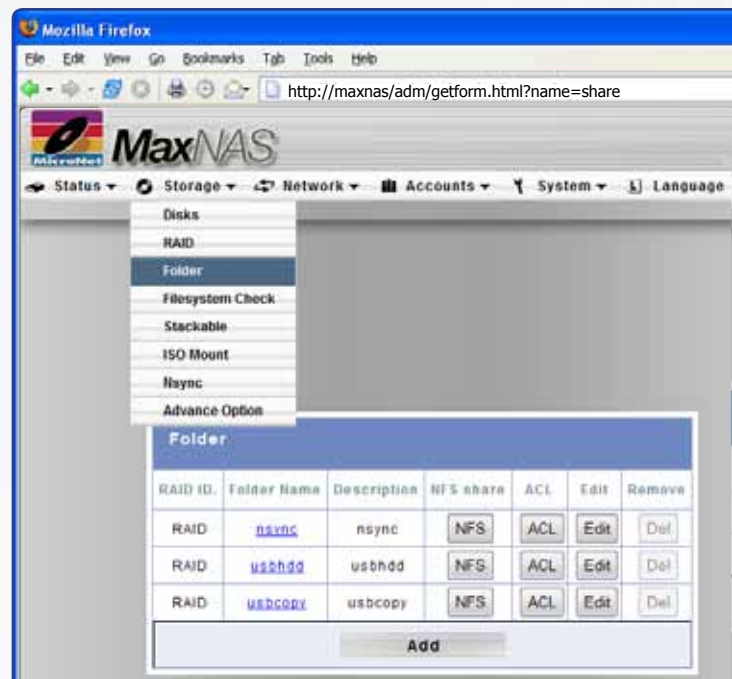 Mozilla Firefox
File Edit View Go Bookmarks Tab Tools Help
http://maxnas/adm/getform.html?name=share
MicroNet MaxNAS
Status Storage Network Accounts System Language
Disks
RAID
Folder
Filesystem Check
Stackable
ISO Mount
Nsync
Advance Option
Folder
RAID ID. Folder Name Description NFS share ACL Edit Remove
RAID nsync nsync NFS ACL Edit Del
RAID usbhdd usbhdd NFS ACL Edit Del
RAID usbcopy usbcopy NFS ACL Edit Del
Add